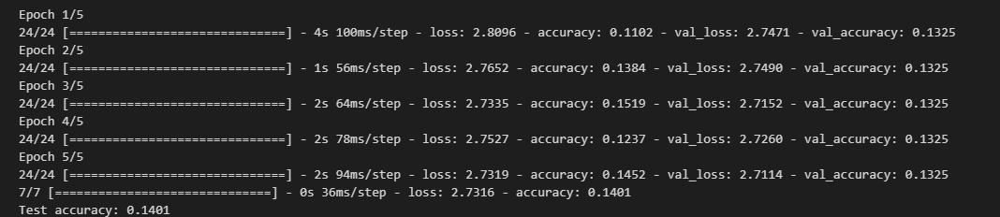 Epoch 1/5
24/24 [==============================] - 4s 100ms/step - loss: 2.8096 - accuracy: 0.1102 - val_loss: 2.7471 - val_accuracy: 0.1325
Epoch 2/5
24/24 [==============================] - 1s 56ms/step - loss: 2.7652 - accuracy: 0.1384 - val_loss: 2.7490 - val_accuracy: 0.1325
Epoch 3/5
24/24 [==============================] - 2s 64ms/step - loss: 2.7335 - accuracy: 0.1519 - val_loss: 2.7152 - val_accuracy: 0.1325
Epoch 4/5
24/24 [==============================] - 2s 78ms/step - loss: 2.7527 - accuracy: 0.1237 - val_loss: 2.7260 - val_accuracy: 0.1325
Epoch 5/5
24/24 [==============================] - 2s 94ms/step - loss: 2.7319 - accuracy: 0.1452 - val_loss: 2.7114 - val_accuracy: 0.1325
7/7 [==============================] - 0s 36ms/step - loss: 2.7316 - accuracy: 0.1401
Test accuracy: 0.1401